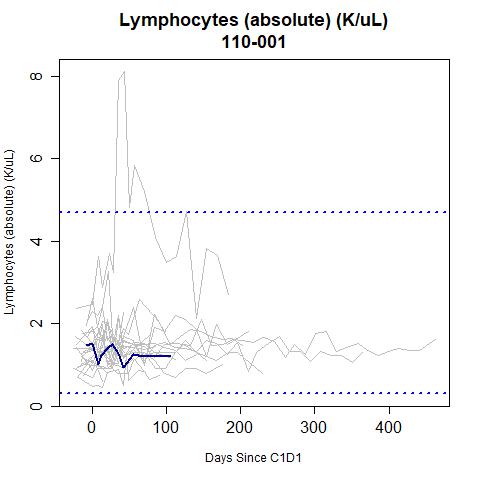 Lymphocytes (absolute) (K/uL)
110-001
Lymphocytes (absolute) (K/uL)
8
6
4
2
0
0 100 200 300 400
Days Since C1D1